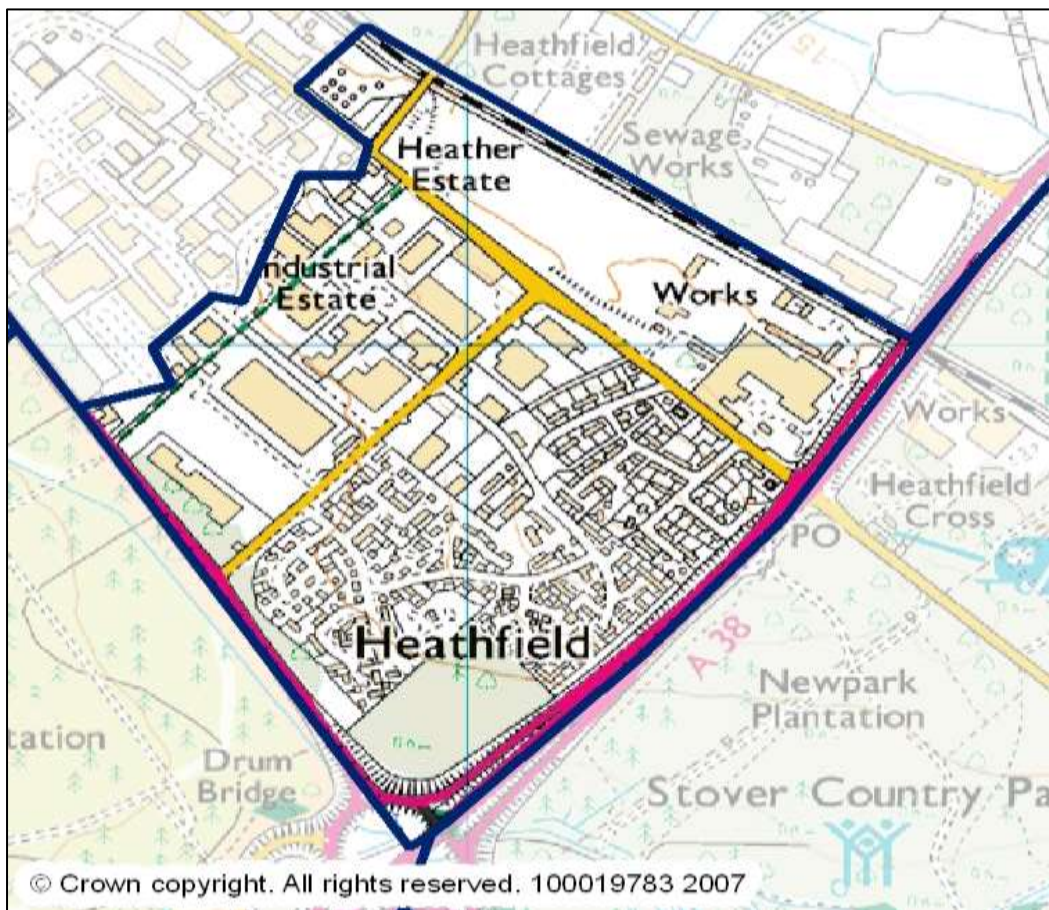 Heathfield
Cottages
Sewage
Works
Heather
Estate
ndustrial
Estate
Works
Works
Heathfield
Cross
PO
Heathfield
A 38
Newpark
Plantation
tation
Drum
Bridge
Stover Country Pa
© Crown copyright. All rights reserved. 100019783 2007